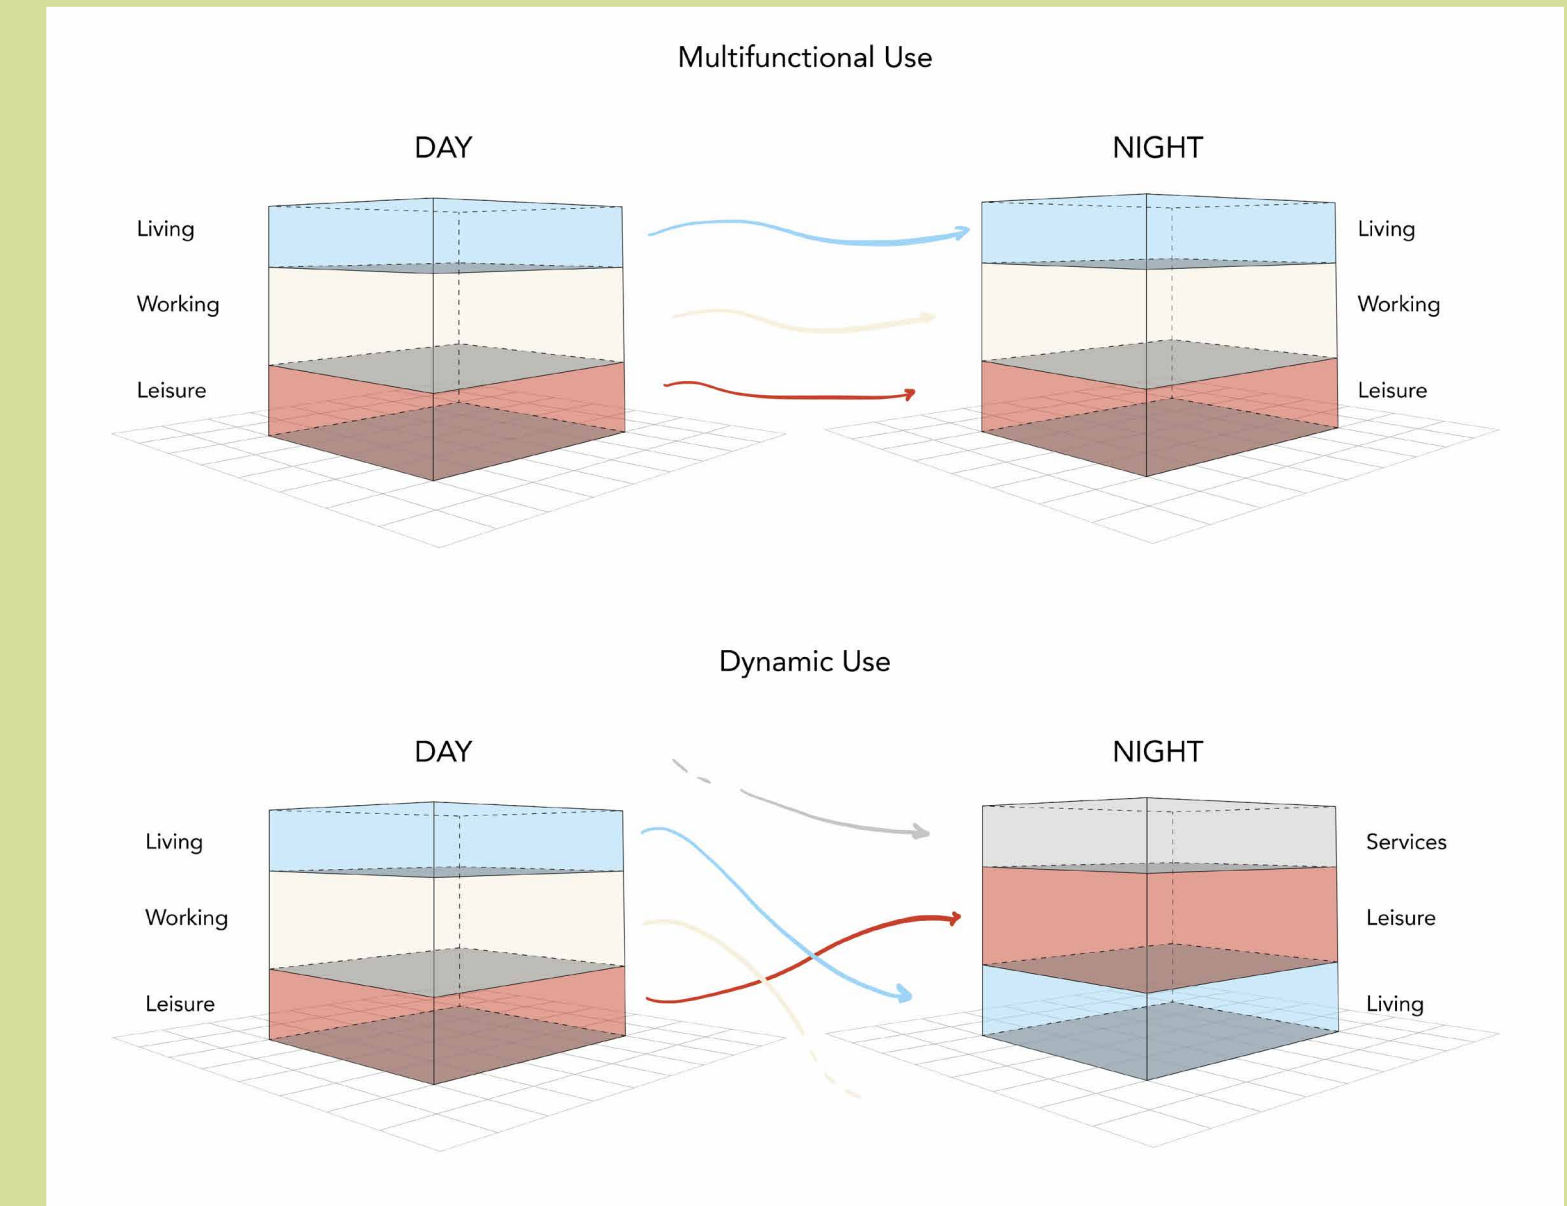 Multifunctional Use
DAY
NIGHT
Living
Living
Working
Working
Leisure
Leisure
Dynamic Use
DAY
NIGHT
Living
Services
Working
Leisure
Leisure
Living